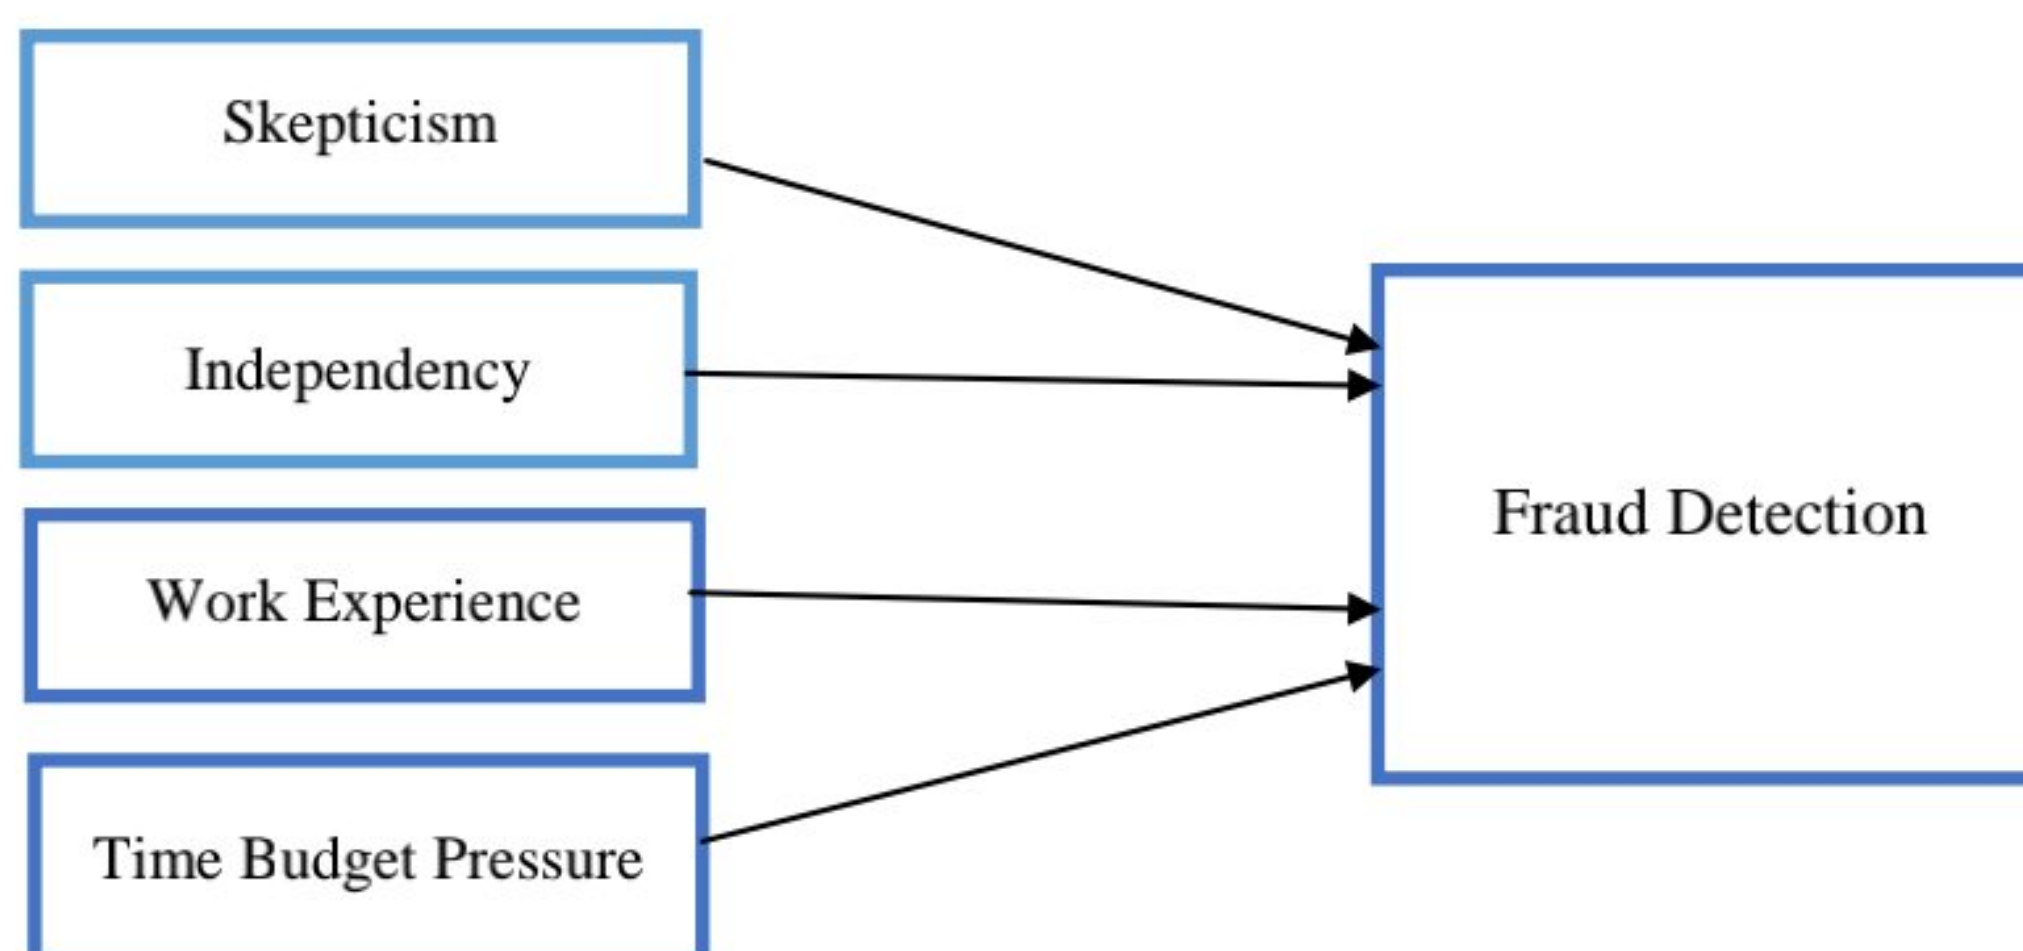 Skepticism
Independency
Work Experience
Time Budget Pressure
Fraud Detection